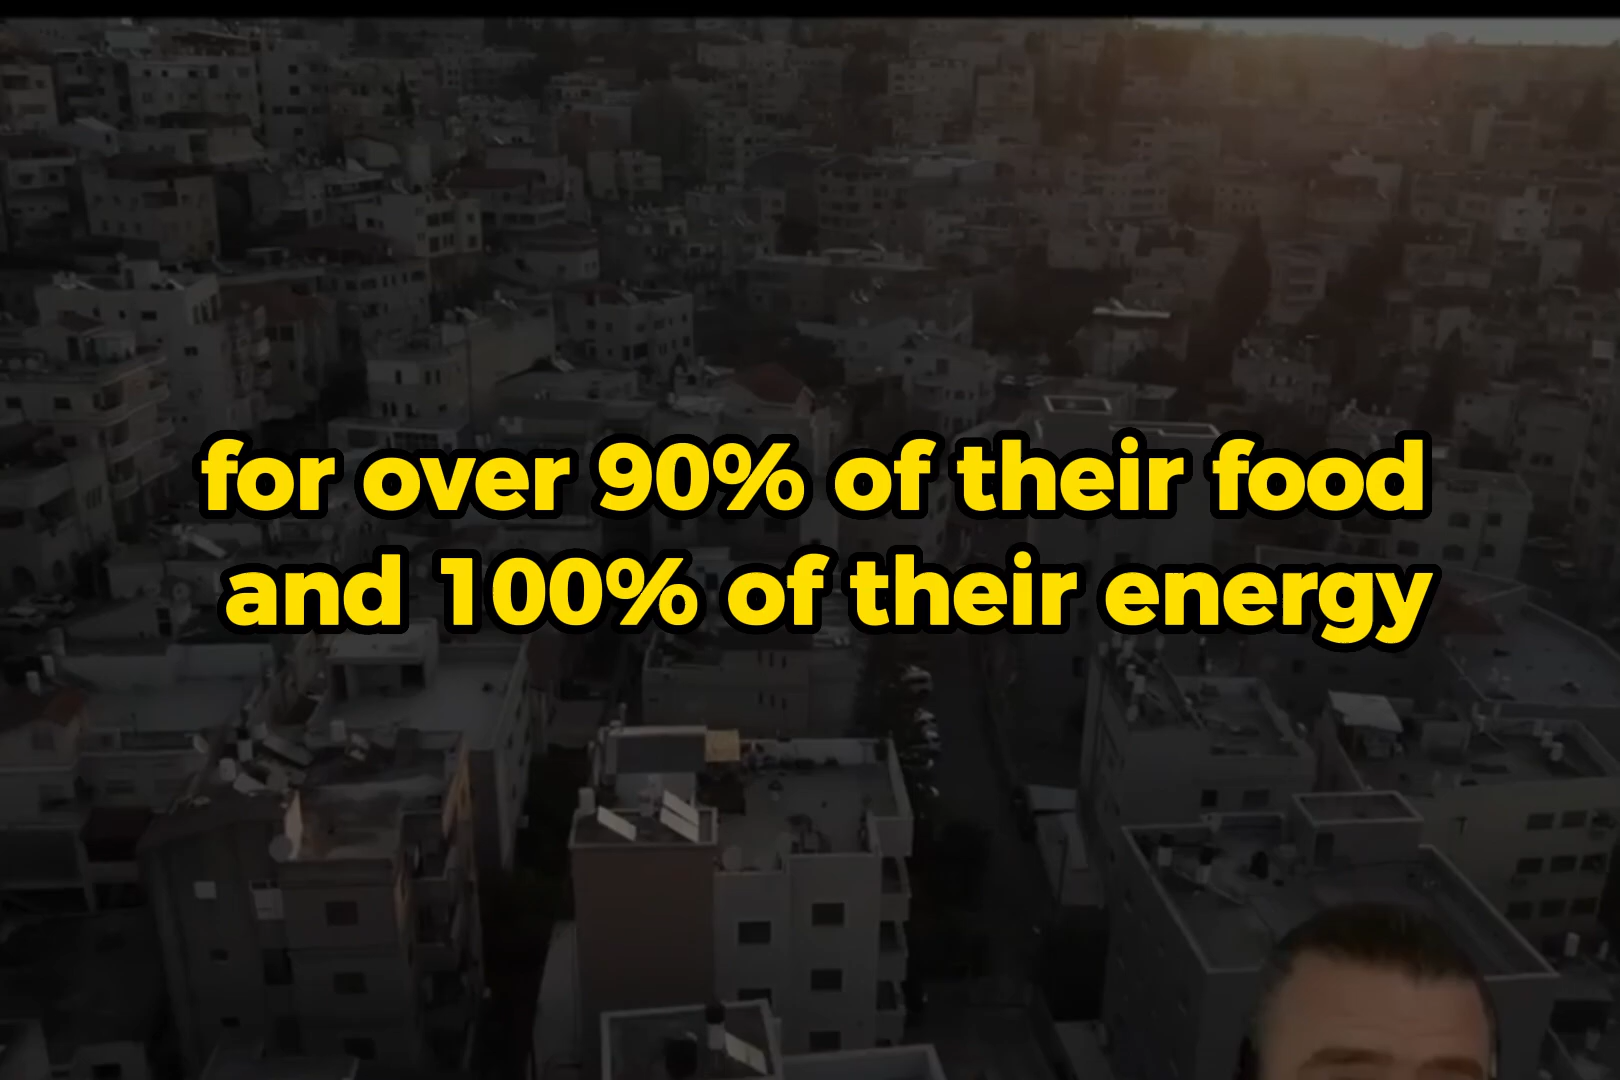 for over 90% of their food
and 100% of their energy